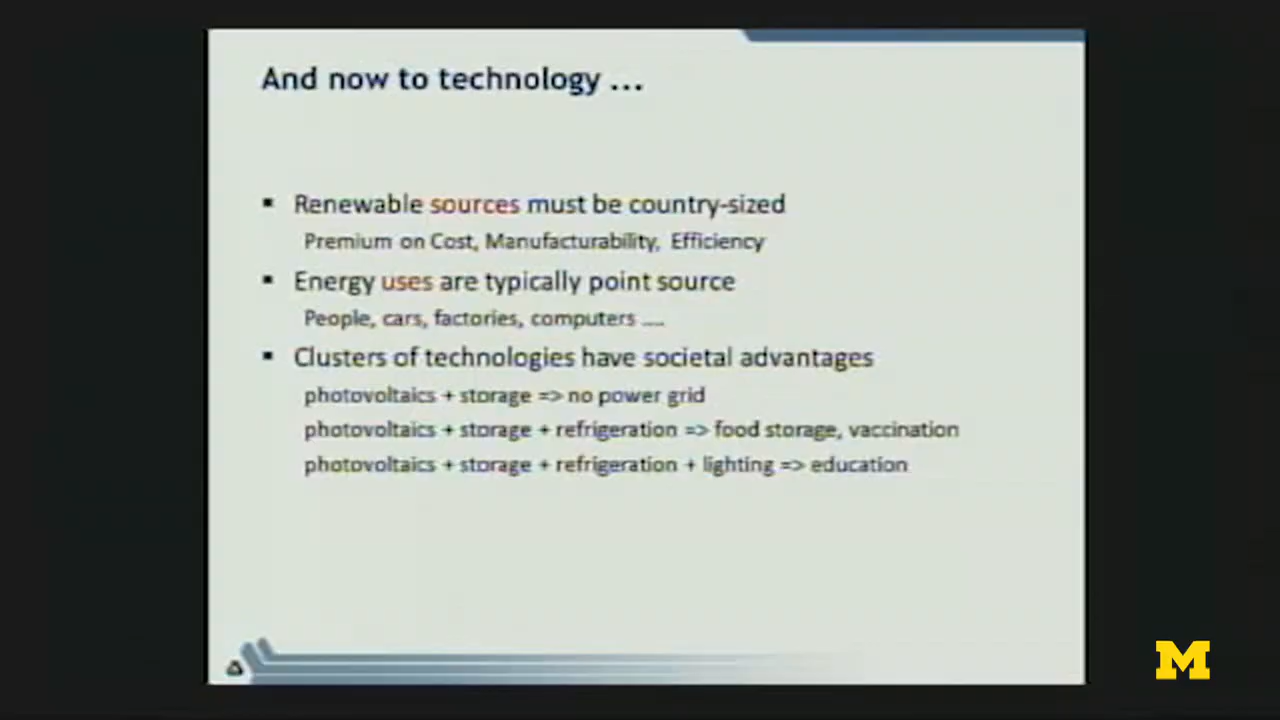 And now to technology ...
▪ Renewable sources must be country-sized
Premium on Cost, Manufacturability, Efficiency
▪ Energy uses are typically point source
People, cars, factories, computers ....
▪ Clusters of technologies have societal advantages
photovoltaics + storage => no power grid
photovoltaics + storage + refrigeration => food storage, vaccination
photovoltaics + storage + refrigeration + lighting => education
M